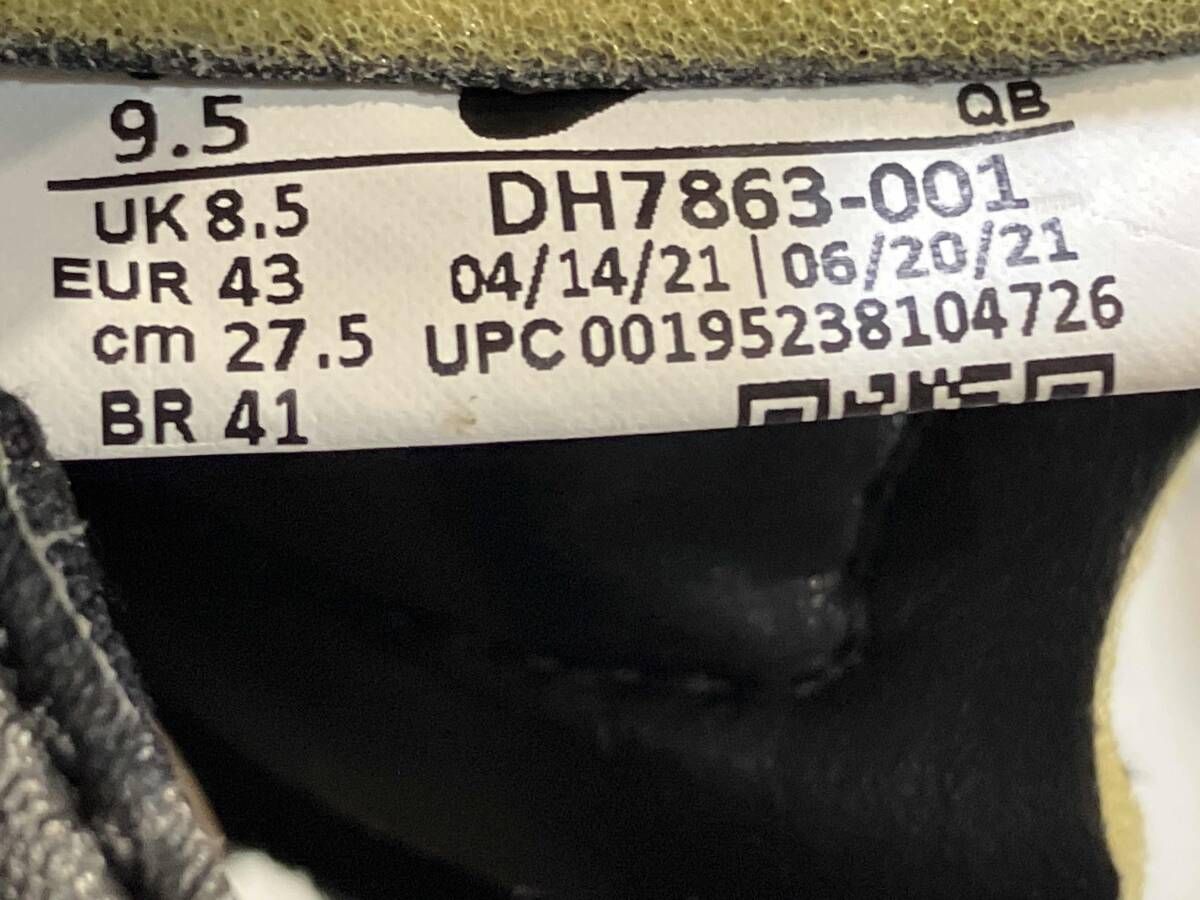 9.5 QB
UK 8.5 DH7863-001
EUR 43 04/14/21 | 06/20/21
cm 27.5 UPC 00195238104726
BR 41